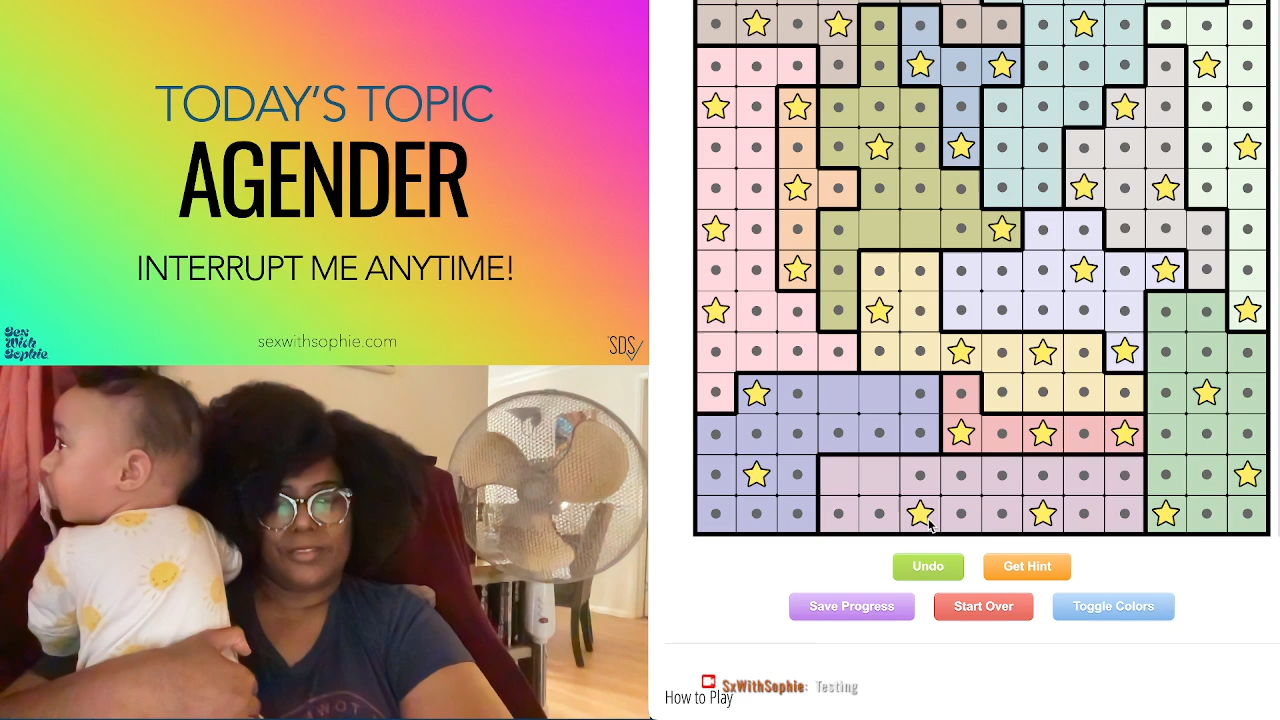 TODAY'S TOPIC
AGENDER
INTERRUPT ME ANYTIME!
Sex
With
Sophie
sexwithsophie.com
SDS
Undo
Get Hint
Save Progress
Start Over
Toggle Colors
SxWithSophie: Testing
How to Play